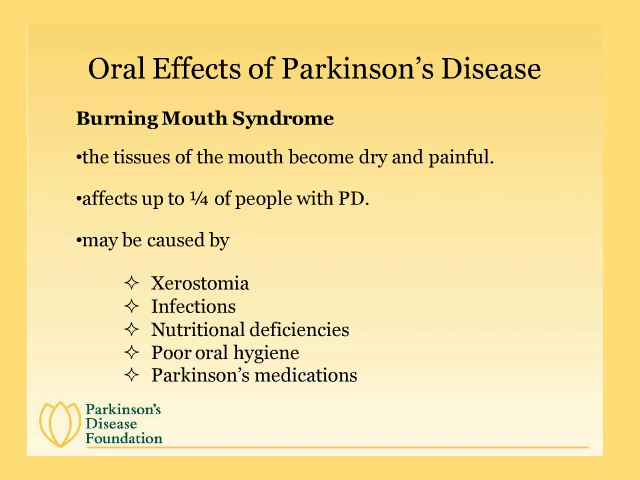 Oral Effects of Parkinson’s Disease
Burning Mouth Syndrome
•the tissues of the mouth become dry and painful.
•affects up to ¼ of people with PD.
•may be caused by
✧ Xerostomia
✧ Infections
✧ Nutritional deficiencies
✧ Poor oral hygiene
✧ Parkinson’s medications
Parkinson’s
Disease
Foundation